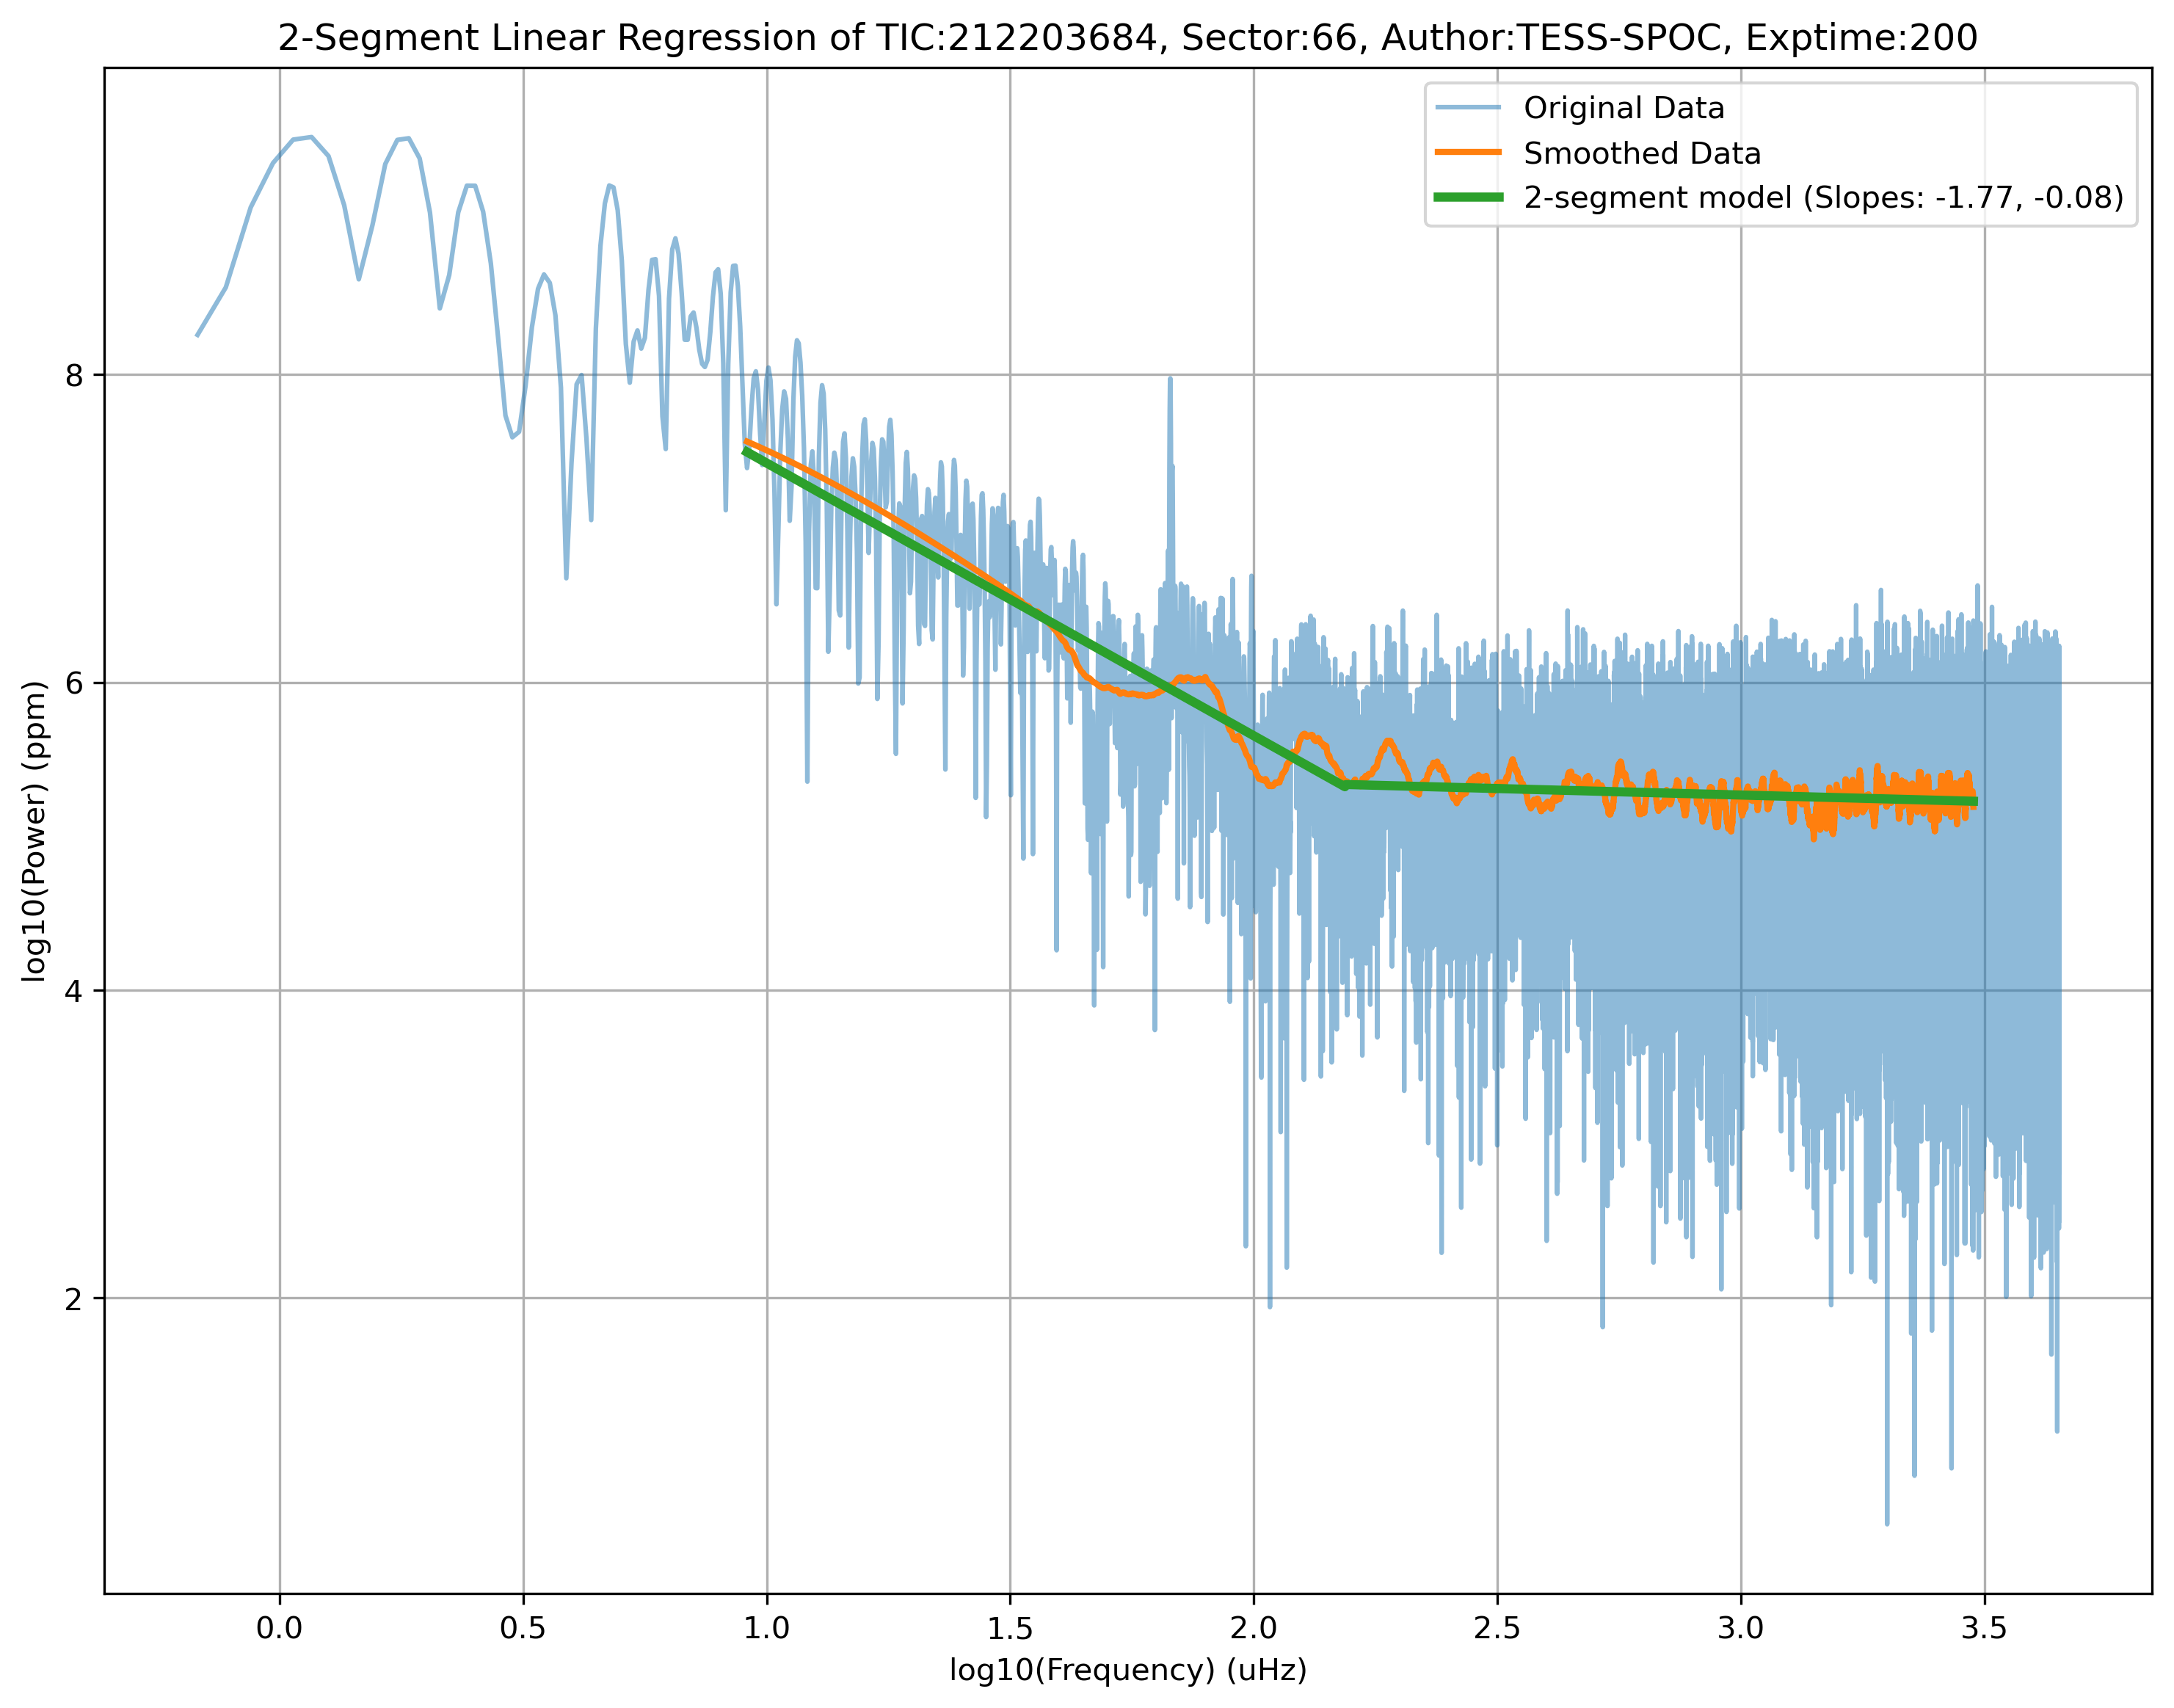 2-Segment Linear Regression of TIC:212203684, Sector:66, Author:TESS-SPOC, Exptime:200
Original Data
Smoothed Data
2-segment model (Slopes: -1.77, -0.08)
log10(Power) (ppm)
8
6
4
2
0.0 0.5 1.0 1.5 2.0 2.5 3.0 3.5
log10(Frequency) (uHz)